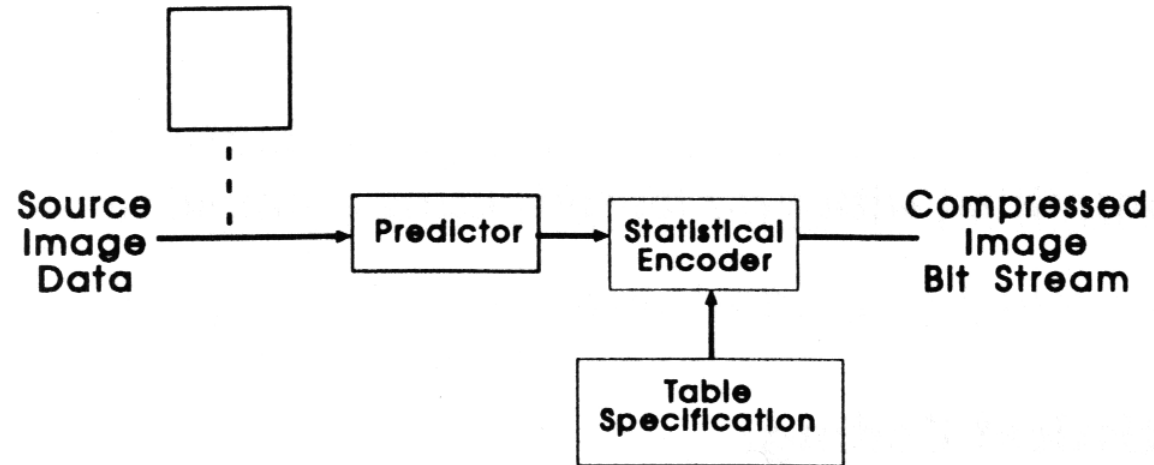 Source
Image
Data
Predictor
Statistical
Encoder
Compressed
Image
Bit Stream
Table
Specification